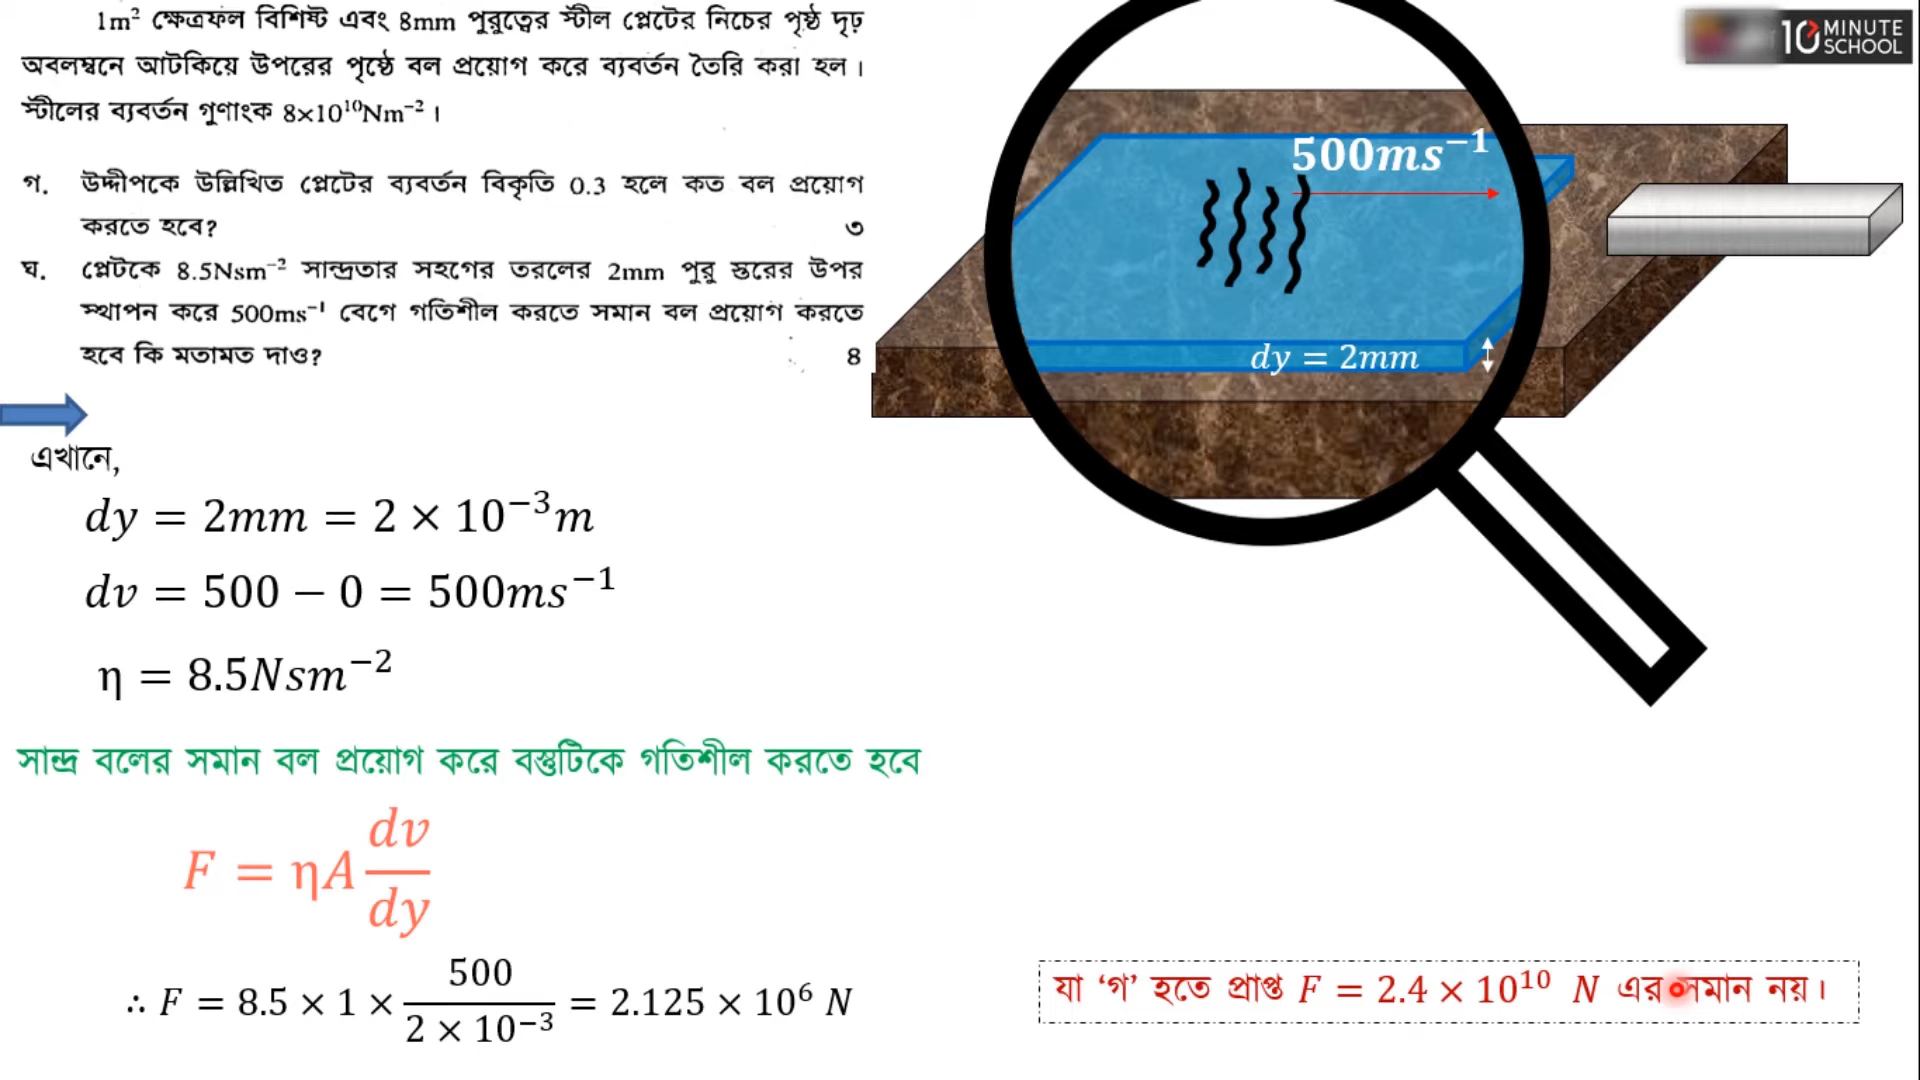 1m² ক্ষেত্রফল বিশিষ্ট এবং 8mm পুরুত্বের স্টীল প্লেটের নিচের পৃষ্ঠ দৃঢ়
অবলম্বনে আটকিয়ে উপরের পৃষ্ঠে বল প্রয়োগ করে ব্যবর্তন তৈরি করা হল।
স্টীলের ব্যবর্তন গুণাংক 8×10¹⁰Nm⁻²।
গ. উদ্দীপকে উল্লিখিত প্লেটের ব্যবর্তন বিকৃতি 0.3 হলে কত বল প্রয়োগ
করতে হবে? ৩
ঘ. প্লেটকে 8.5Nsm⁻² সান্দ্রতার সহগের তরলের 2mm পুরু স্তরের উপর
স্থাপন করে 500ms⁻¹ বেগে গতিশীল করতে সমান বল প্রয়োগ করতে
হবে কি মতামত দাও? ৪
এখানে,
dy = 2mm = 2 × 10⁻³m
dv = 500 − 0 = 500ms⁻¹
η = 8.5Nsm⁻²
সান্দ্র বলের সমান বল প্রয়োগ করে বস্তুটিকে গতিশীল করতে হবে
F = ηA dv/dy
∴ F = 8.5 × 1 × 500/(2 × 10⁻³) = 2.125 × 10⁶ N
500ms⁻¹
dy = 2mm
যা ‘গ’ হতে প্রাপ্ত F = 2.4 × 10¹⁰ N এর সমান নয়।
10 MINUTE
SCHOOL